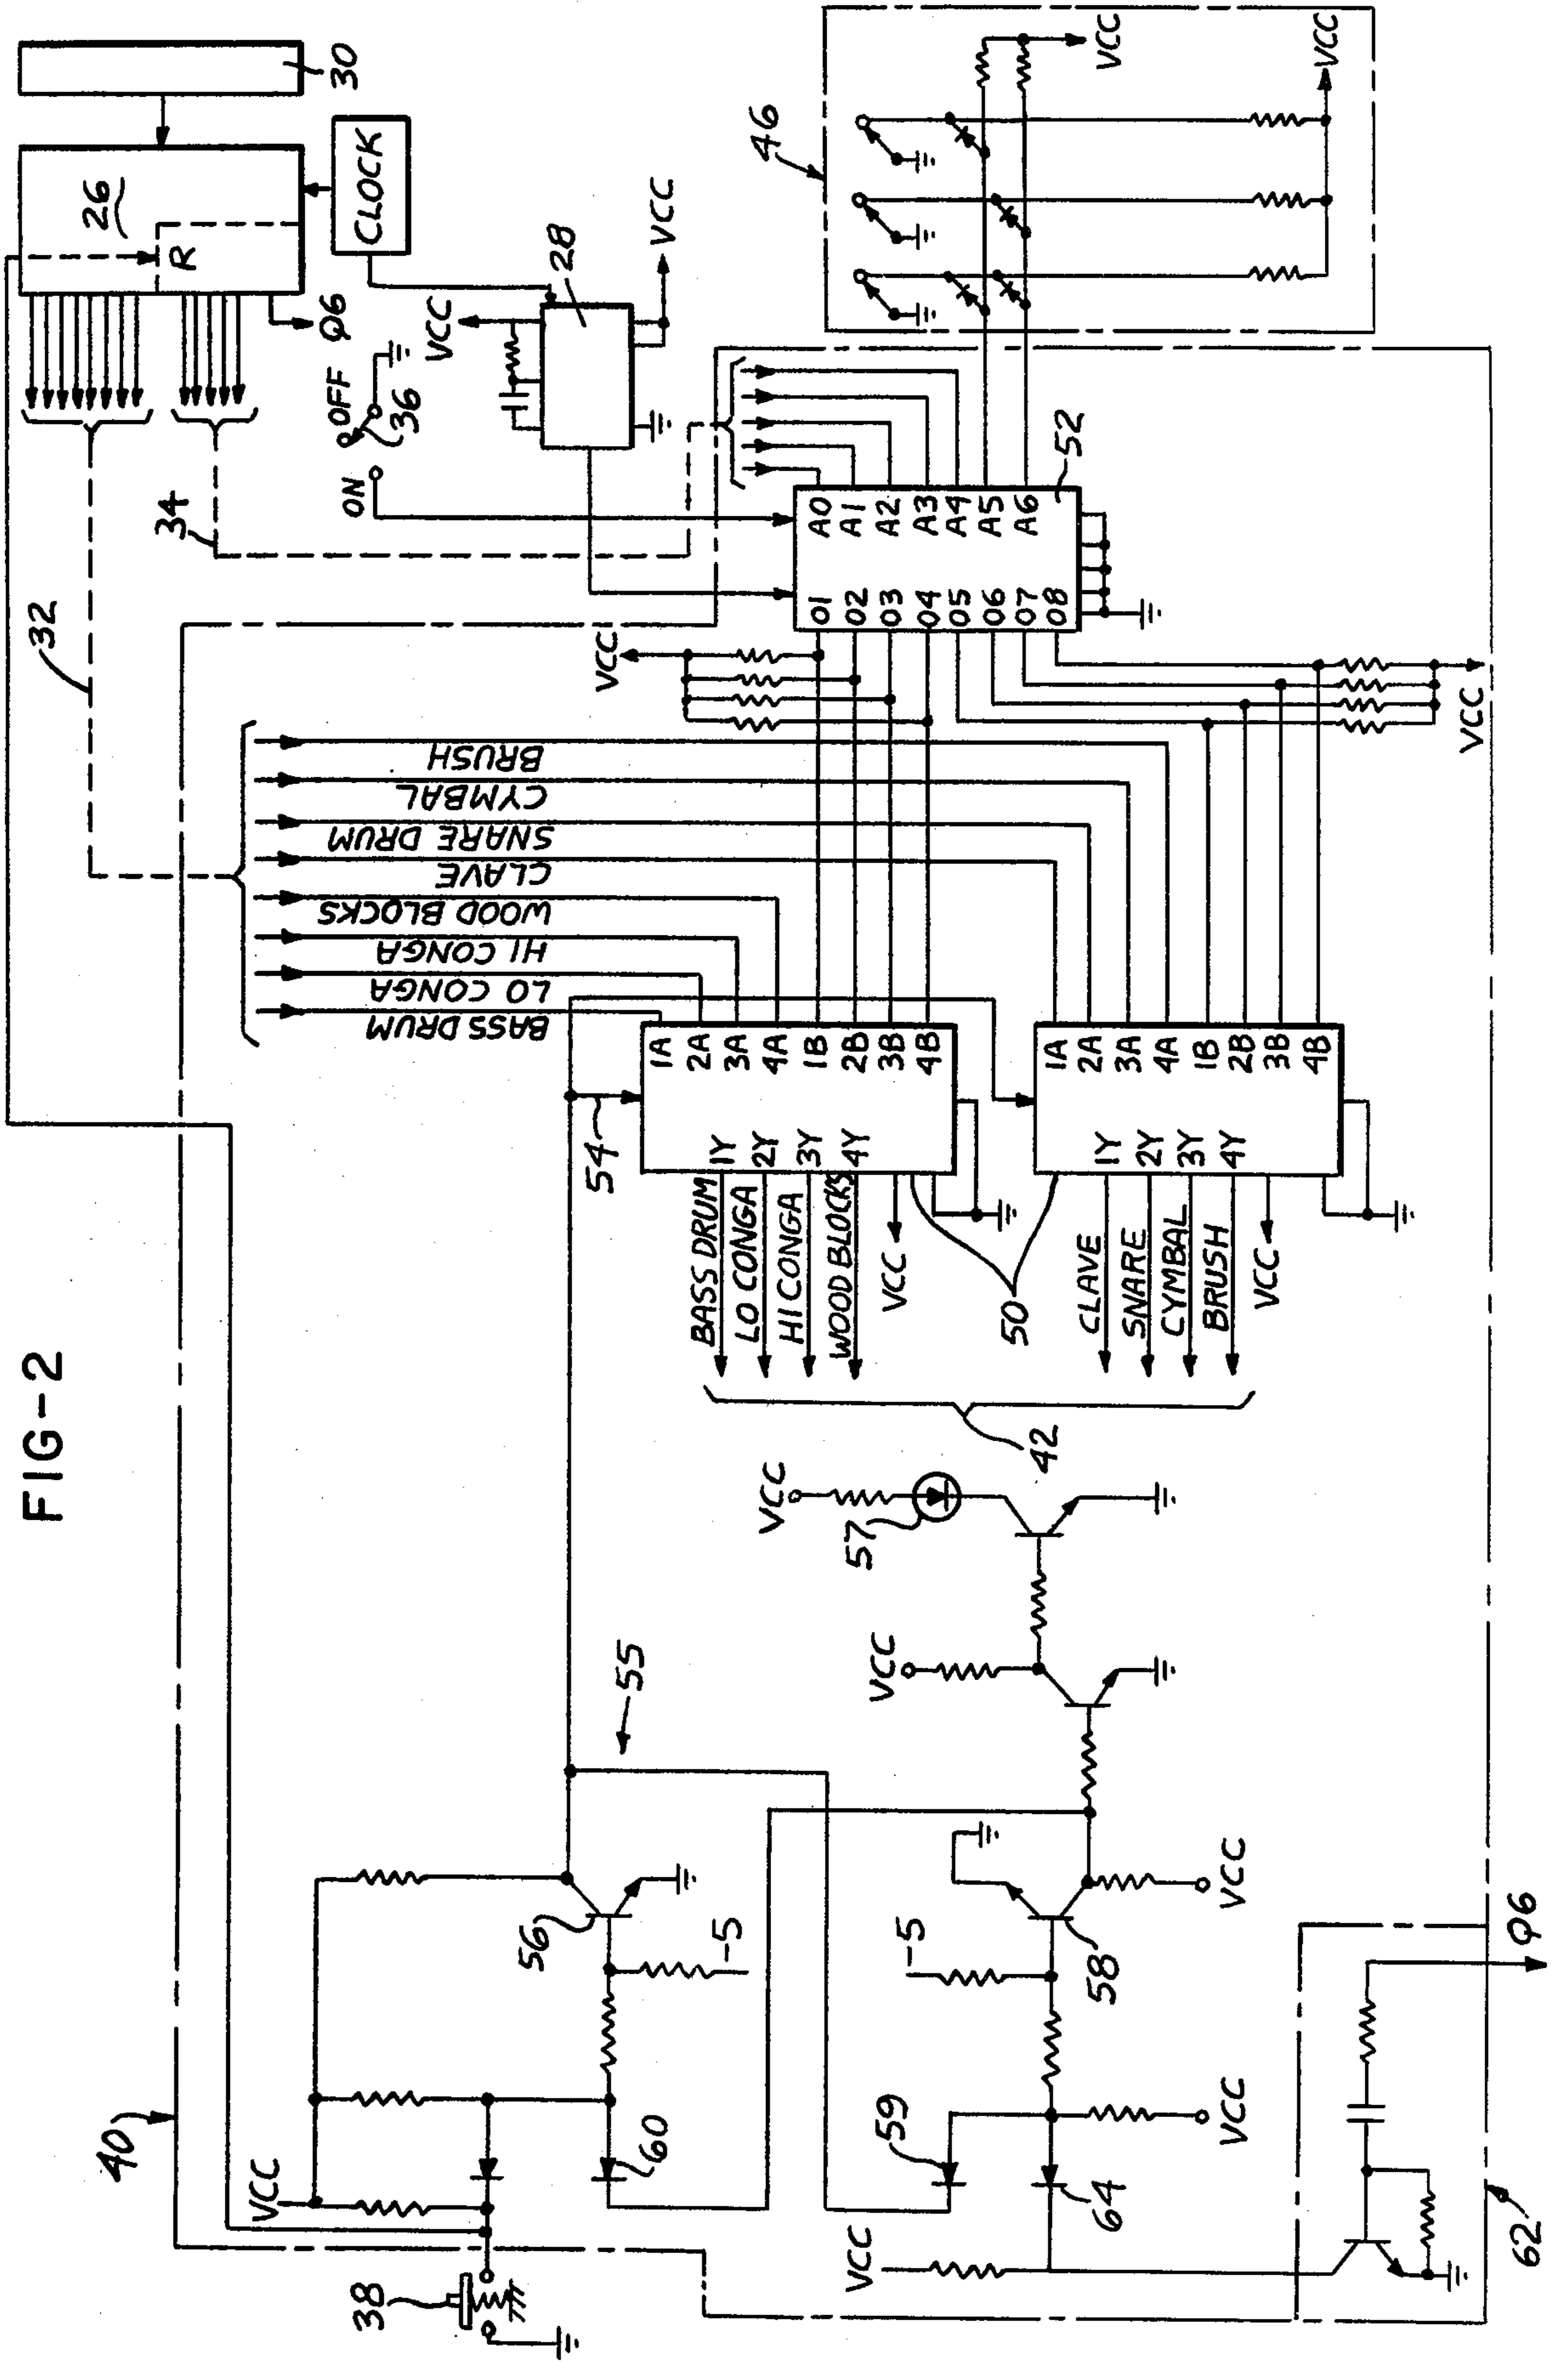 FIG-2
40
32
34
26
R
30
CLOCK
Φ6
OFF
ON
36
VCC
28
VCC
46
VCC
VCC
BASS DRUM
LO CONGA
HI CONGA
WOOD BLOCKS
CLAVE
SNARE DRUM
CYMBAL
BRUSH
VCC
O1
O2
O3
O4
O5
O6
O7
O8
A0
A1
A2
A3
A4
A5
A6
52
VCC
54
1A
2A
3A
4A
1B
2B
3B
4B
1Y
2Y
3Y
4Y
BASS DRUM
LO CONGA
HI CONGA
WOOD BLOCKS
VCC
50
1A
2A
3A
4A
1B
2B
3B
4B
1Y
2Y
3Y
4Y
CLAVE
SNARE
CYMBAL
BRUSH
VCC
42
VCC
57
VCC
55
VCC
38
56
-5
60
59
-5
58
VCC
VCC
64
VCC
62
Φ6